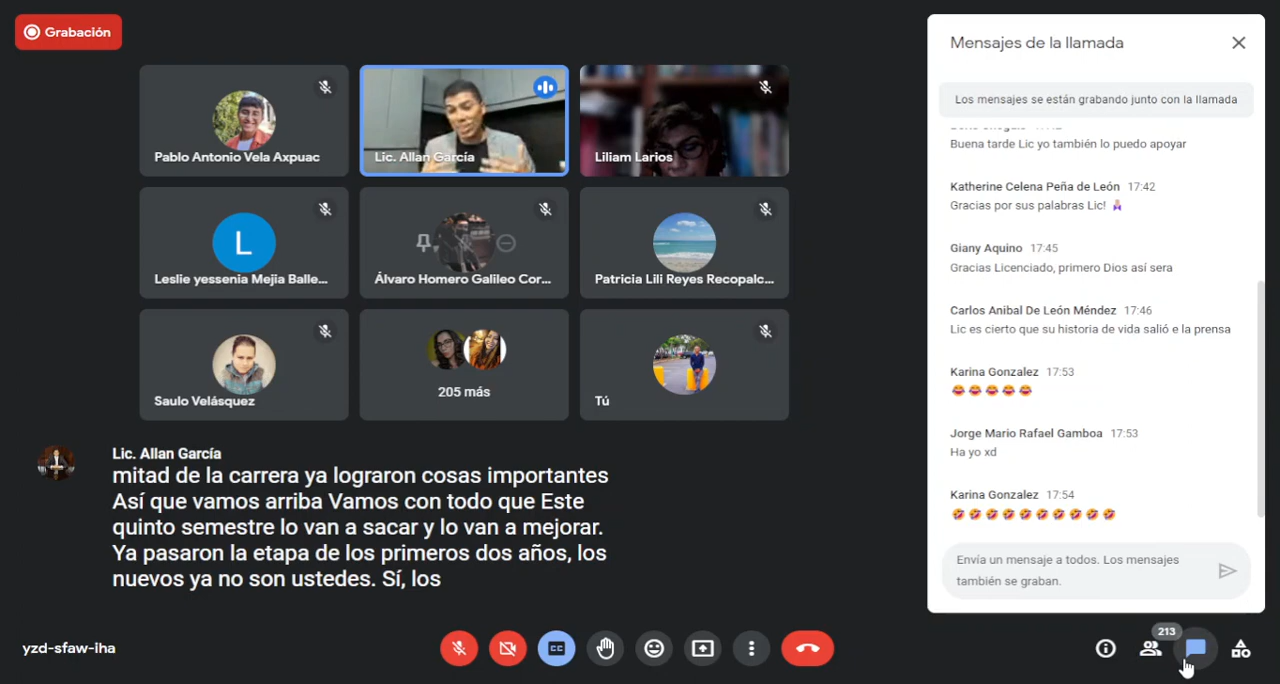 Grabación
Pablo Antonio Vela Axpuac
Lic. Allan García
Liliam Larios
L
Leslie yessenia Mejia Balle...
Álvaro Homero Galileo Cor...
Patricia Lili Reyes Recopalc...
Saulo Velásquez
205 más
Tú
Lic. Allan García
mitad de la carrera ya lograron cosas importantes
Así que vamos arriba Vamos con todo que Este
quinto semestre lo van a sacar y lo van a mejorar.
Ya pasaron la etapa de los primeros dos años, los
nuevos ya no son ustedes. Sí, los
yzd-sfaw-iha
CC
Mensajes de la llamada
Los mensajes se están grabando junto con la llamada
Buena tarde Lic yo también lo puedo apoyar
Katherine Celena Peña de León 17:42
Gracias por sus palabras Lic!
Giany Aquino 17:45
Gracias Licenciado, primero Dios así sera
Carlos Anibal De León Méndez 17:46
Lic es cierto que su historia de vida salió e la prensa
Karina Gonzalez 17:53
😂😂😂😂😂
Jorge Mario Rafael Gamboa 17:53
Ha yo xd
Karina Gonzalez 17:54
🤣🤣🤣🤣🤣🤣🤣🤣🤣🤣
Envía un mensaje a todos. Los mensajes
también se graban.
213